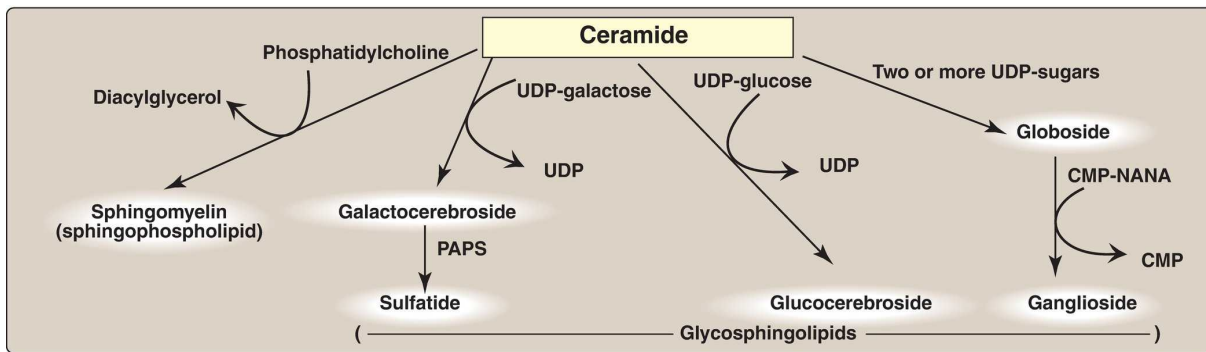 Ceramide
Phosphatidylcholine
Diacylglycerol
Sphingomyelin
(sphingophospholipid)
UDP-galactose
UDP
Galactocerebroside
PAPS
Sulfatide
UDP-glucose
UDP
Glucocerebroside
Two or more UDP-sugars
Globoside
CMP-NANA
CMP
Ganglioside
( Glycosphingolipids )